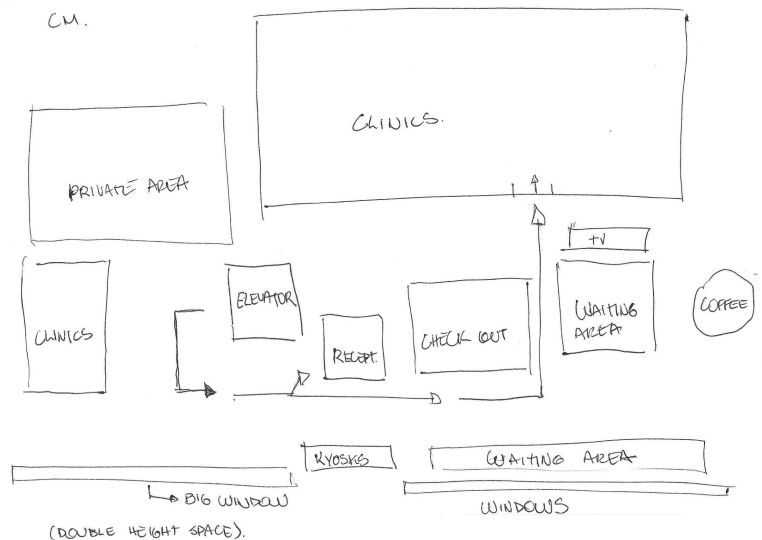 CM.
CLINICS.
PRIVATE AREA
TV
ELEVATOR
WAITING
AREA
COFFEE
CLINICS
RECEPT.
CHECK OUT
KYOSKS
WAITING AREA
BIG WINDOW
WINDOWS
(DOUBLE HEIGHT SPACE).